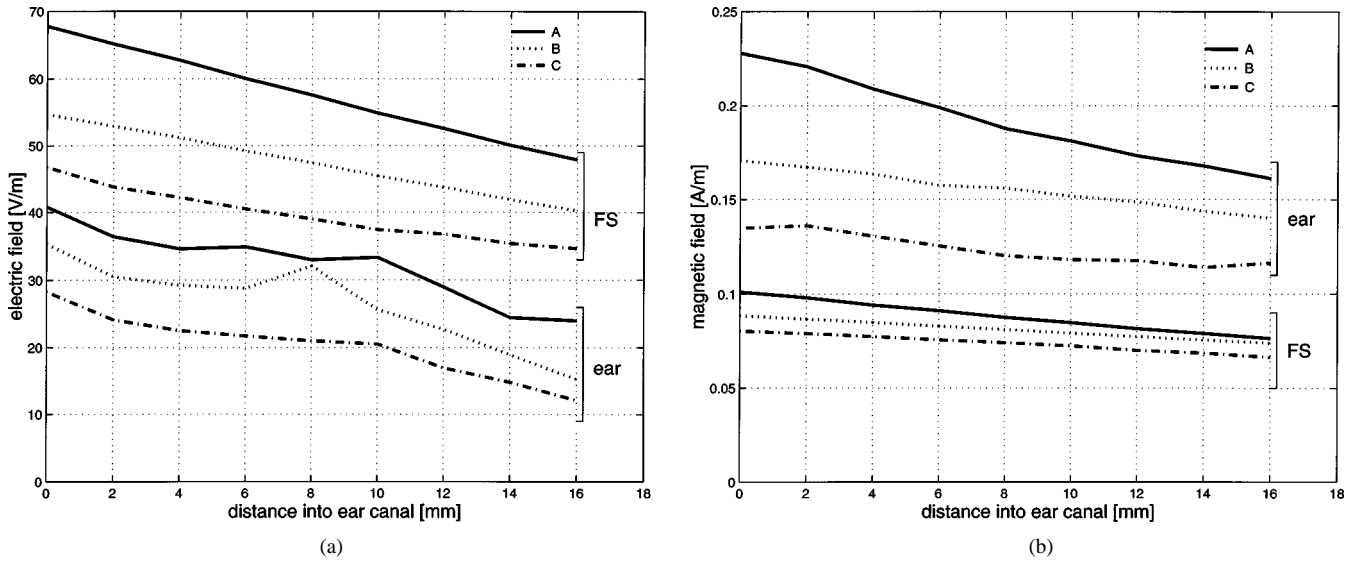 70
60
50
40
30
20
10
0
electric field [V/m]
A
B
C
FS
ear
0 2 4 6 8 10 12 14 16 18
distance into ear canal [mm]
(a)
0.25
0.2
0.15
0.1
0.05
0
magnetic field [A/m]
A
B
C
ear
FS
0 2 4 6 8 10 12 14 16 18
distance into ear canal [mm]
(b)